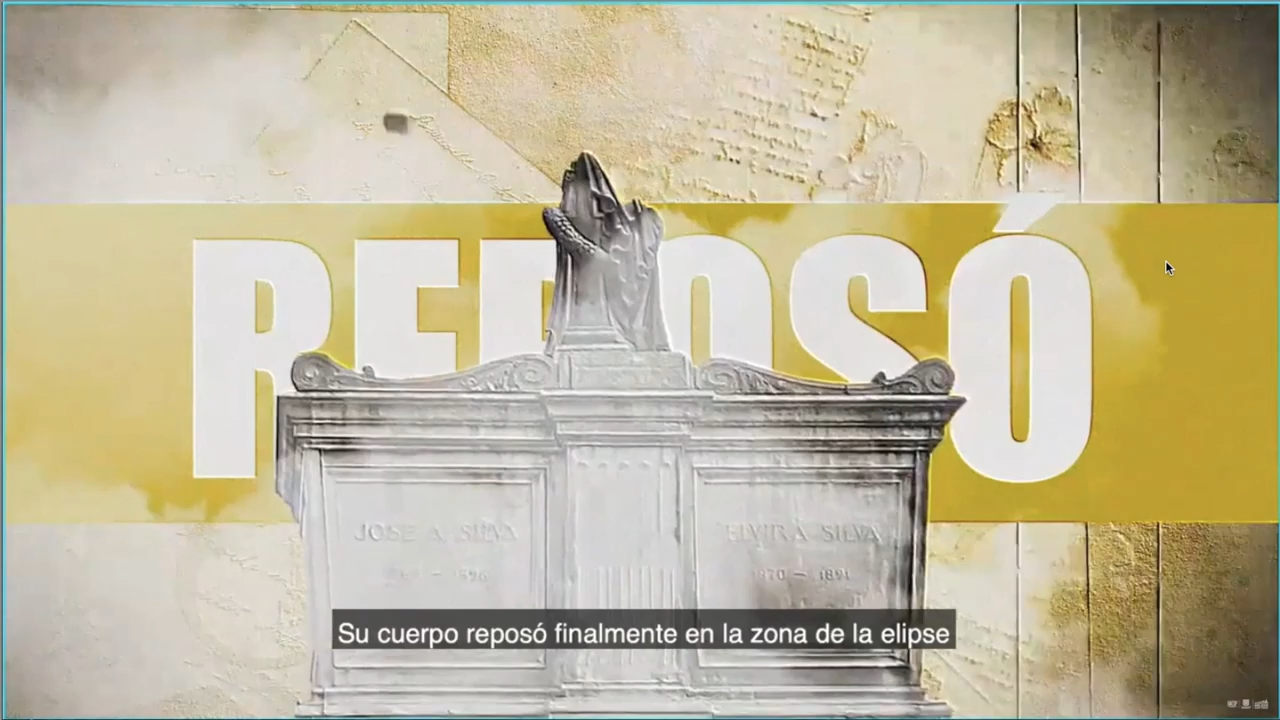 REPOSÓ
JOSE A. SILVA
ELVIRA SILVA
1870 — 1891
Su cuerpo reposó finalmente en la zona de la elipse